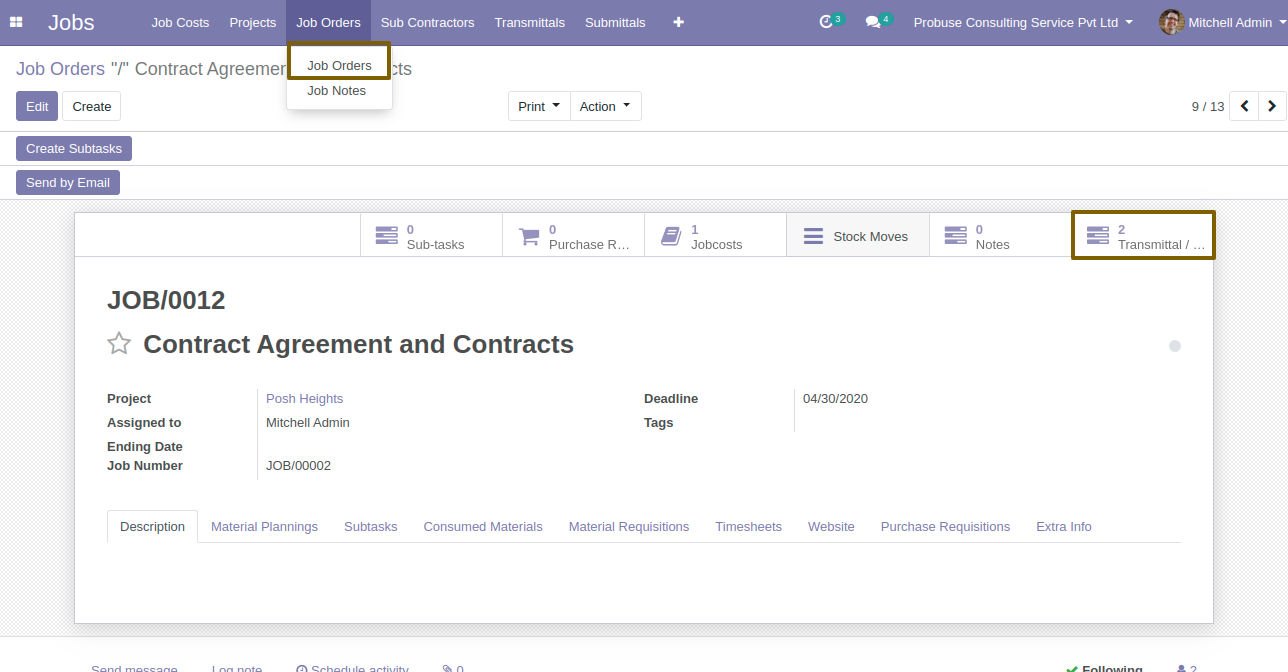 Jobs Job Costs Projects Job Orders Sub Contractors Transmittals Submittals 3 4 Probuse Consulting Service Pvt Ltd Mitchell Admin
Job Orders
Job Notes
Job Orders "/" Contract Agreemen cts
Edit Create Print Action 9 / 13
Create Subtasks
Send by Email
0 Sub-tasks
0 Purchase R…
1 Jobcosts
Stock Moves
0 Notes
2 Transmittal / …
JOB/0012
Contract Agreement and Contracts
Project Posh Heights
Assigned to Mitchell Admin
Ending Date
Job Number JOB/00002
Deadline 04/30/2020
Tags
Description Material Plannings Subtasks Consumed Materials Material Requisitions Timesheets Website Purchase Requisitions Extra Info
Send message Log note Schedule activity 0 Following 2